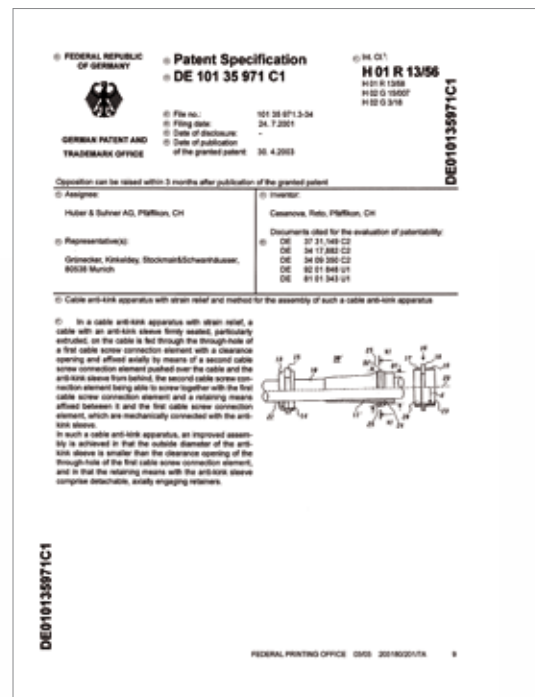 FEDERAL REPUBLIC
OF GERMANY
GERMAN PATENT AND
TRADEMARK OFFICE
Patent Specification
DE 101 35 971 C1
File no.: 101 35 971.3-34
Filing date: 24. 7.2001
Date of disclosure: -
Date of publication
of the granted patent: 30. 4.2003
Int. Cl.⁷:
H 01 R 13/56
H 01 R 13/58
H 02 G 15/007
H 02 G 3/18
DE010135971C1
Opposition can be raised within 3 months after publication of the granted patent
Assignee:
Huber & Suhner AG, Pfäffikon, CH
Representative(s):
Grünecker, Kinkeldey, Stockmair&Schwanhäusser,
80538 Munich
Inventor:
Casanova, Reto, Pfäffikon, CH
Documents cited for the evaluation of patentability:
DE 37 31,149 C2
DE 34 17,682 C2
DE 34 09 390 C2
DE 92 01 848 U1
DE 81 01 343 U1
Cable anti-kink apparatus with strain relief and method for the assembly of such a cable anti-kink apparatus
In a cable anti-kink apparatus with strain relief, a
cable with an anti-kink sleeve firmly seated, particularly
extruded, on the cable is fed through the through-hole of
a first cable screw connection element with a clearance
opening and affixed axially by means of a second cable
screw connection element pushed over the cable and the
anti-kink sleeve from behind, the second cable screw con-
nection element being able to screw together with the first
cable screw connection element and a retaining means
affixed between it and the first cable screw connection
element, which are mechanically connected with the anti-
kink sleeve.
In such a cable anti-kink apparatus, an improved assem-
bly is achieved in that the outside diameter of the anti-
kink sleeve is smaller than the clearance opening of the
through-hole of the first cable screw connection element,
and in that the retaining means with the anti-kink sleeve
comprise detachable, axially engaging retainers.
DE010135971C1
FEDERAL PRINTING OFFICE 03/03 203180/201/7A 9